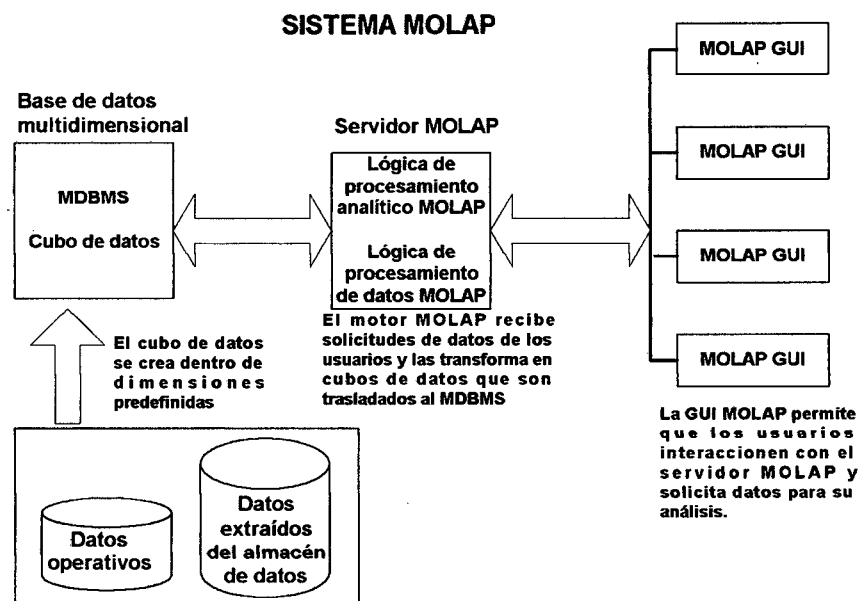 SISTEMA MOLAP
Base de datos
multidimensional
MDBMS
Cubo de datos
Servidor MOLAP
Lógica de
procesamiento
analítico MOLAP
Lógica de
procesamiento
de datos MOLAP
MOLAP GUI
MOLAP GUI
MOLAP GUI
MOLAP GUI
El cubo de datos
se crea dentro de
dimensiones
predefinidas
El motor MOLAP recibe
solicitudes de datos de los
usuarios y las transforma en
cubos de datos que son
trasladados al MDBMS
La GUI MOLAP permite
que los usuarios
interaccionen con el
servidor MOLAP y
solicita datos para su
análisis.
Datos
operativos
Datos
extraídos
del almacén
de datos